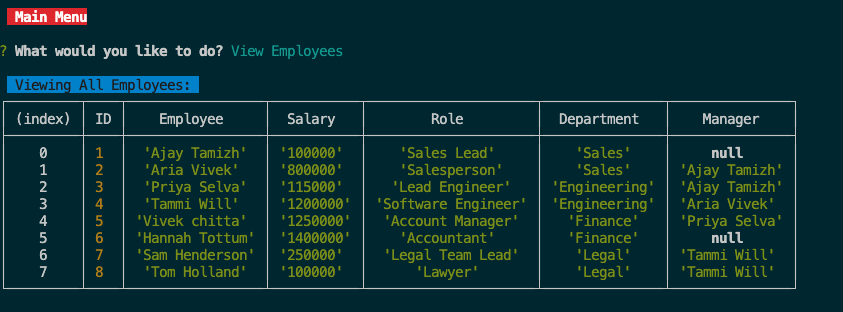 Main Menu
? What would you like to do? View Employees
Viewing All Employees:
(index) ID Employee Salary Role Department Manager
0 1 'Ajay Tamizh' '100000' 'Sales Lead' 'Sales' null
1 2 'Aria Vivek' '800000' 'Salesperson' 'Sales' 'Ajay Tamizh'
2 3 'Priya Selva' '115000' 'Lead Engineer' 'Engineering' 'Ajay Tamizh'
3 4 'Tammi Will' '1200000' 'Software Engineer' 'Engineering' 'Aria Vivek'
4 5 'Vivek chitta' '1250000' 'Account Manager' 'Finance' 'Priya Selva'
5 6 'Hannah Tottum' '1400000' 'Accountant' 'Finance' null
6 7 'Sam Henderson' '250000' 'Legal Team Lead' 'Legal' 'Tammi Will'
7 8 'Tom Holland' '100000' 'Lawyer' 'Legal' 'Tammi Will'